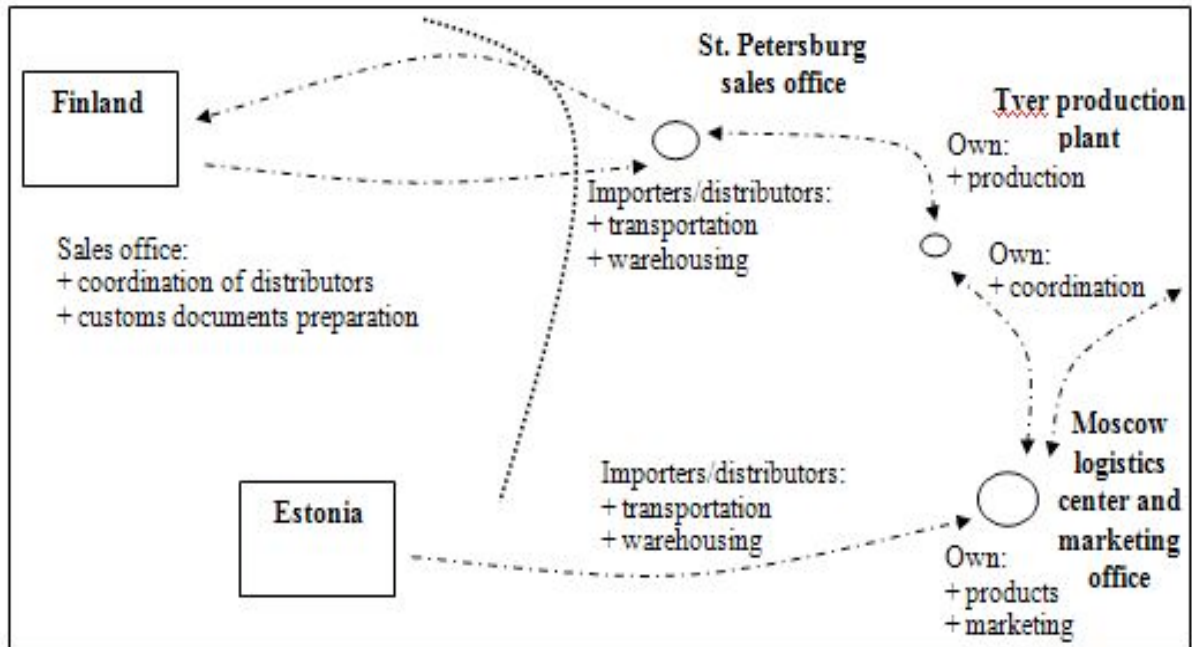 Finland
Sales office:
+ coordination of distributors
+ customs documents preparation
St. Petersburg
sales office
Importers/distributors:
+ transportation
+ warehousing
Tver production
plant
Own:
+ production
Own:
+ coordination
Estonia
Importers/distributors:
+ transportation
+ warehousing
Moscow
logistics
center and
marketing
office
Own:
+ products
+ marketing